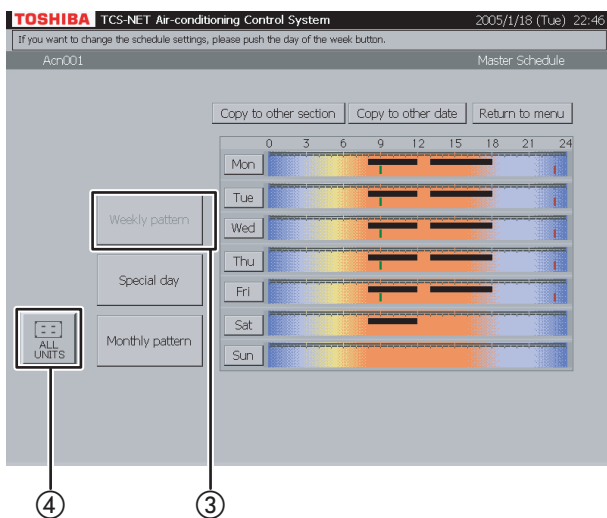 TOSHIBA TCS-NET Air-conditioning Control System 2005/1/18 (Tue) 22:46
If you want to change the schedule settings, please push the day of the week button.
Acn001 Master Schedule
Copy to other section Copy to other date Return to menu
0 3 6 9 12 15 18 21 24
Mon
Tue
Weekly pattern
Wed
Thu
Special day
Fri
Sat
ALL UNITS
Monthly pattern
Sun
④ ③